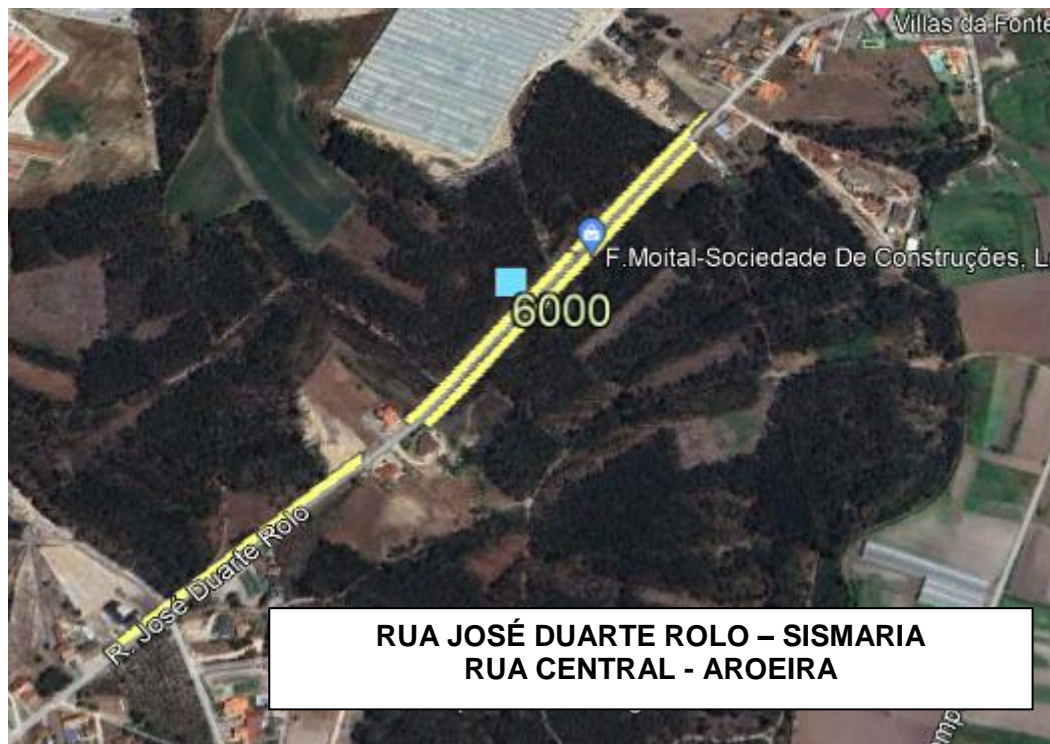 Villas da Fonte
F.Moital-Sociedade De Construções, L
6000
R. José Duarte Rolo
RUA JOSÉ DUARTE ROLO – SISMARIA
RUA CENTRAL - AROEIRA
mp